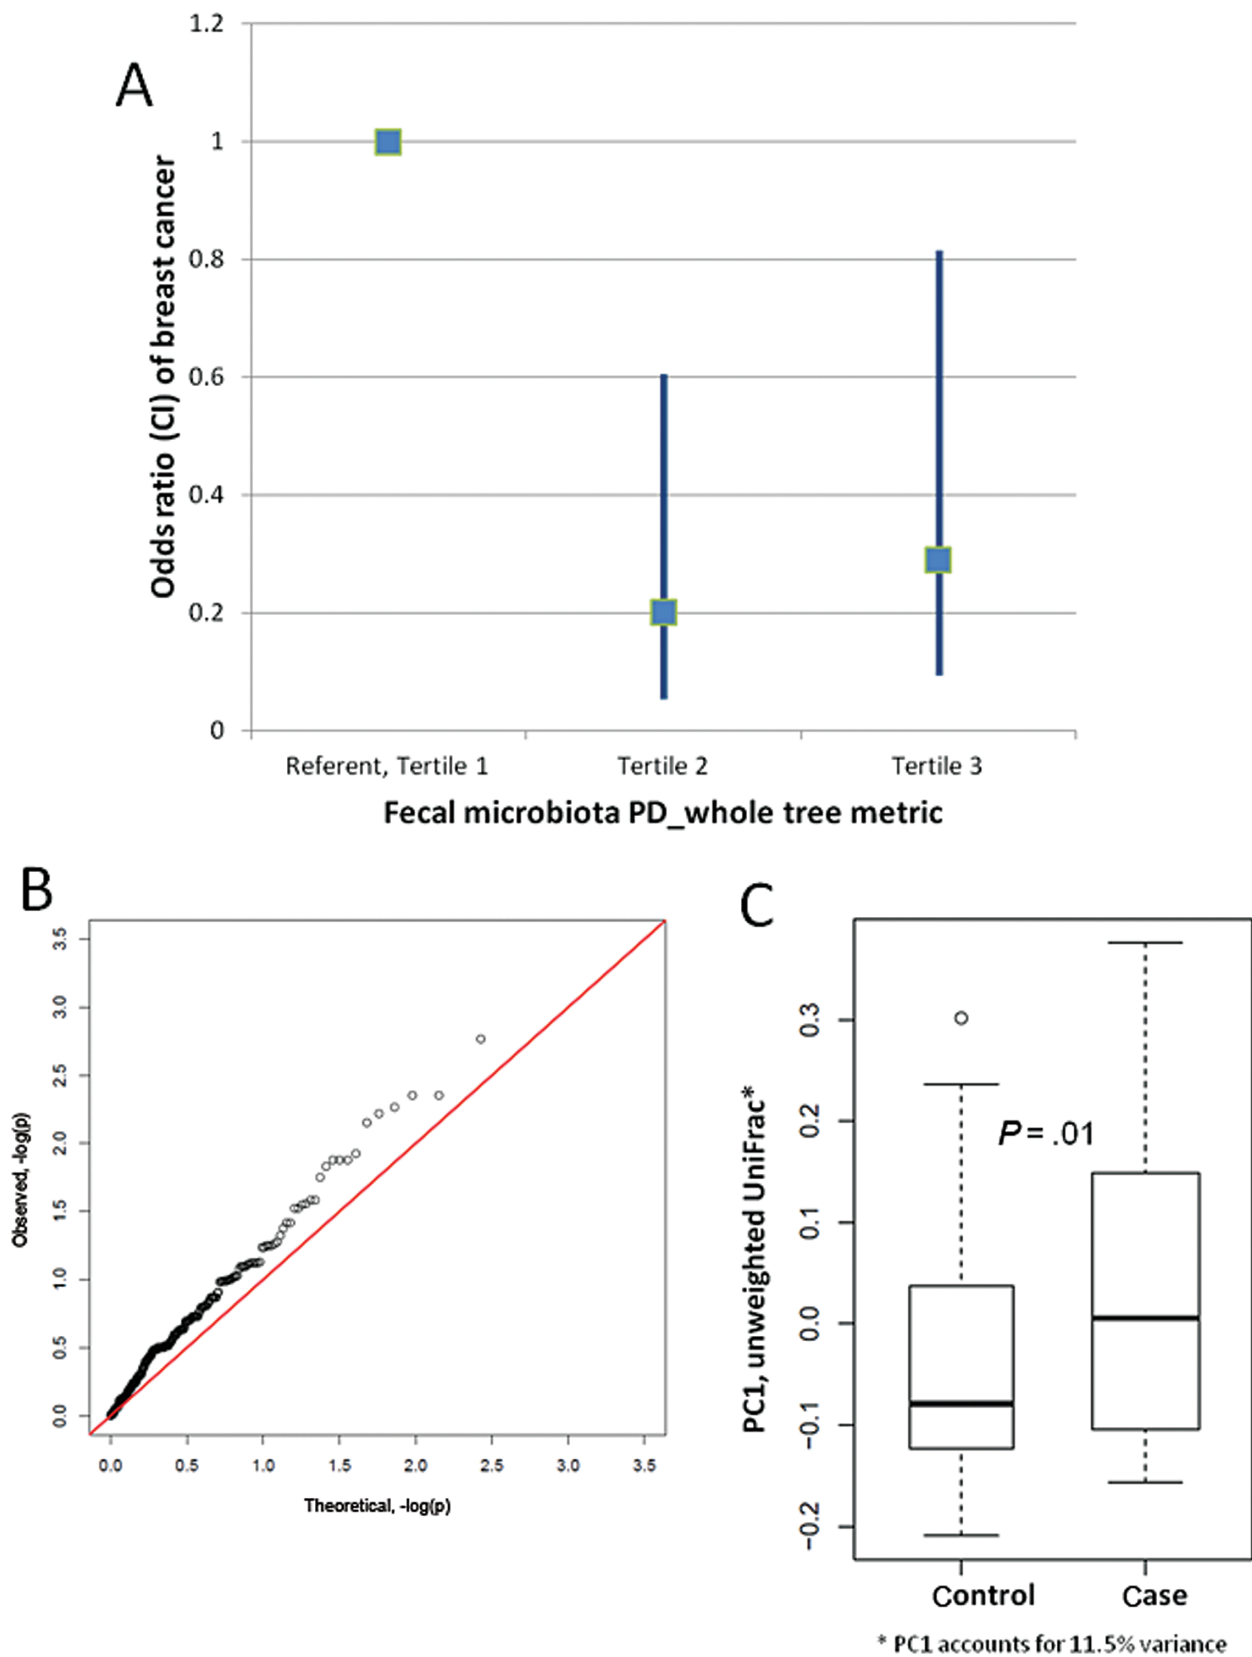 A
Odds ratio (CI) of breast cancer
1.2
1
0.8
0.6
0.4
0.2
0
Referent, Tertile 1 Tertile 2 Tertile 3
Fecal microbiota PD_whole tree metric
B
Observed, -log(p)
3.5
3.0
2.5
2.0
1.5
1.0
0.5
0.0
0.0 0.5 1.0 1.5 2.0 2.5 3.0 3.5
Theoretical, -log(p)
C
PC1, unweighted UniFrac*
0.3
0.2
0.1
0.0
−0.1
−0.2
P = .01
Control Case
* PC1 accounts for 11.5% variance